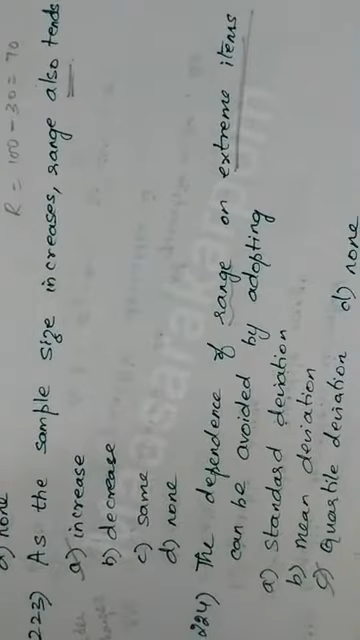 R = 100 - 30 = 70
d) none
223) As the sample size increases, range also tends
a) increase
b) decrease
c) same
d) none
224) The dependence of range on extreme items
can be avoided by adopting
a) standard deviation
b) mean deviation
c) quartile deviation d) none